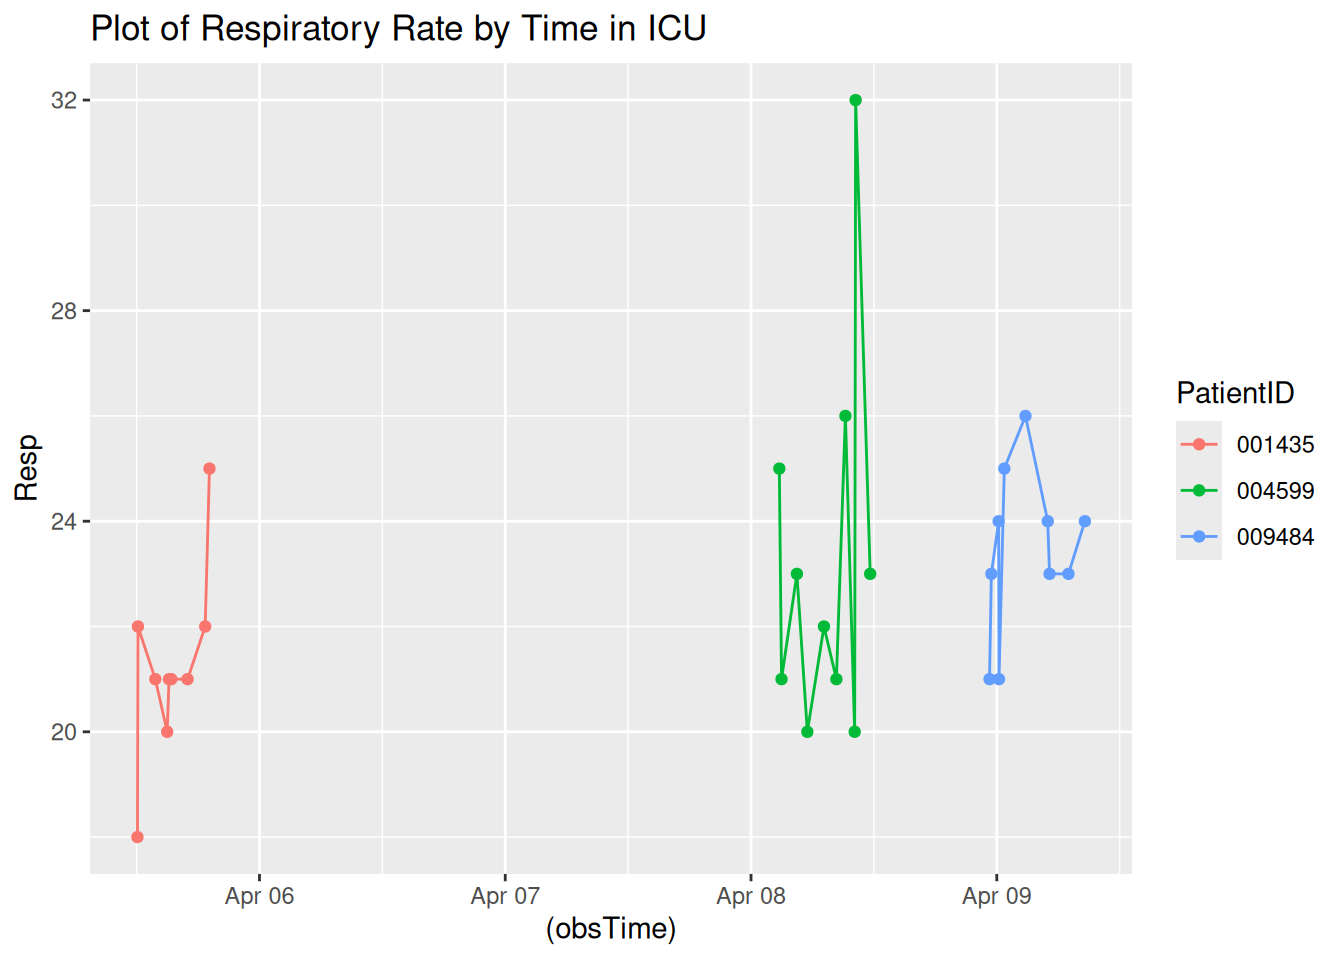 Plot of Respiratory Rate by Time in ICU
32
28
24
20
Resp
Apr 06
Apr 07
Apr 08
Apr 09
(obsTime)
PatientID
001435
004599
009484